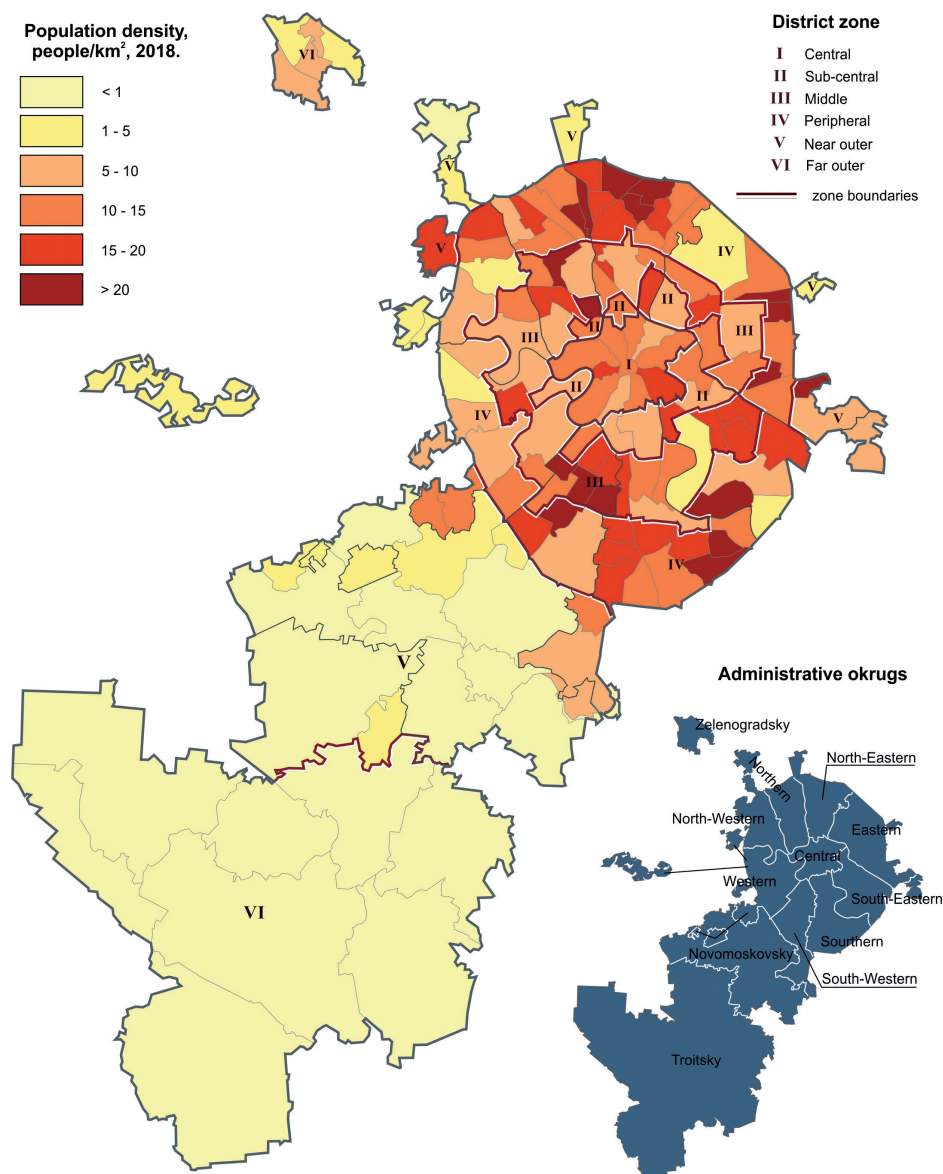 Population density,
people/km², 2018.
< 1
1 - 5
5 - 10
10 - 15
15 - 20
> 20
District zone
I Central
II Sub-central
III Middle
IV Peripheral
V Near outer
VI Far outer
zone boundaries
VI
V
V
V
IV
V
II
II
II
III
III
I
II
II
IV
V
III
IV
V
VI
Administrative okrugs
Zelenogradsky
Northern
North-Eastern
North-Western
Eastern
Central
Western
South-Eastern
Sourthern
Novomoskovsky
South-Western
Troitsky